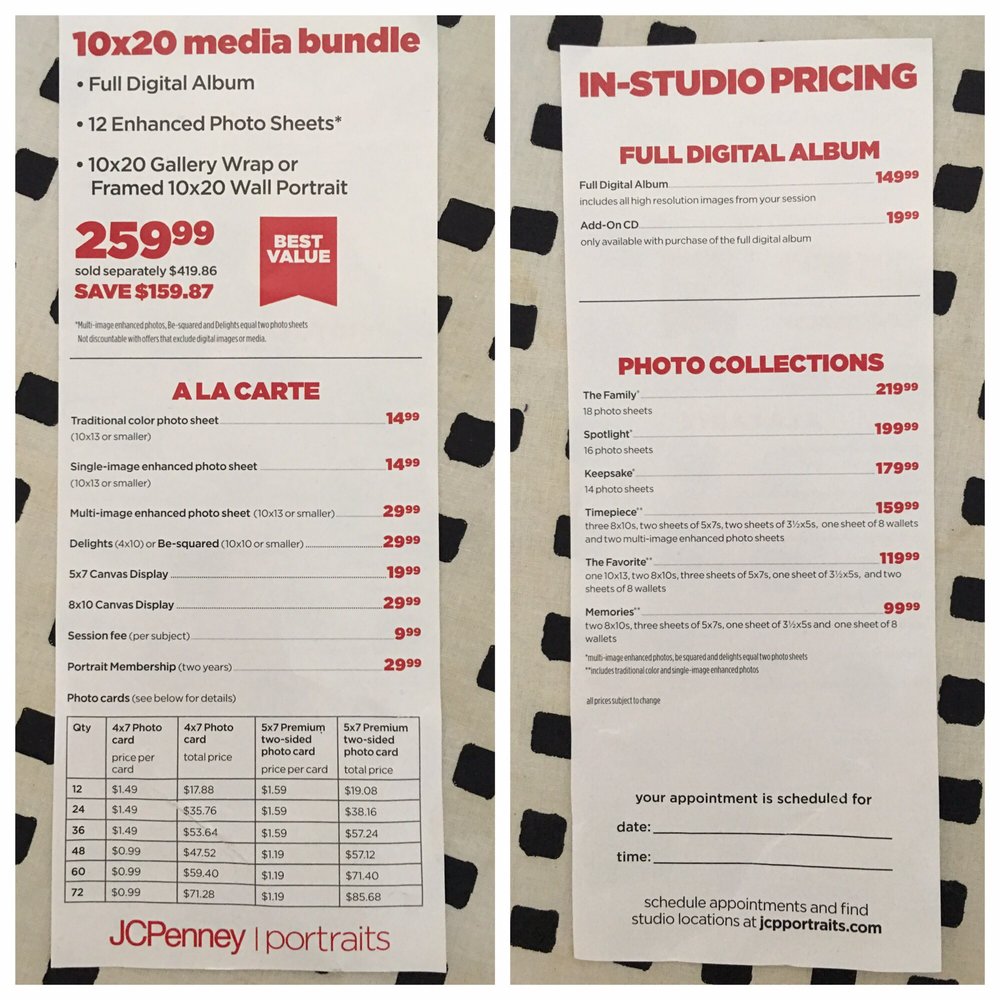 10x20 media bundle
• Full Digital Album
• 12 Enhanced Photo Sheets*
• 10x20 Gallery Wrap or
Framed 10x20 Wall Portrait
259⁹⁹
sold separately $419.86
SAVE $159.87
BEST
VALUE
*Multi-image enhanced photos, Be-squared and Delights equal two photo sheets
Not discountable with offers that exclude digital images or media.
A LA CARTE
Traditional color photo sheet 14⁹⁹
(10x13 or smaller)
Single-image enhanced photo sheet 14⁹⁹
(10x13 or smaller)
Multi-image enhanced photo sheet (10x13 or smaller) 29⁹⁹
Delights (4x10) or Be-squared (10x10 or smaller) 29⁹⁹
5x7 Canvas Display 19⁹⁹
8x10 Canvas Display 29⁹⁹
Session fee (per subject) 9⁹⁹
Portrait Membership (two years) 29⁹⁹
Photo cards (see below for details)
Qty 4x7 Photo card price per card 4x7 Photo card total price 5x7 Premium two-sided photo card price per card 5x7 Premium two-sided photo card total price
12 $1.49 $17.88 $1.59 $19.08
24 $1.49 $35.76 $1.59 $38.16
36 $1.49 $53.64 $1.59 $57.24
48 $0.99 $47.52 $1.19 $57.12
60 $0.99 $59.40 $1.19 $71.40
72 $0.99 $71.28 $1.19 $85.68
JCPenney | portraits
IN-STUDIO PRICING
FULL DIGITAL ALBUM
Full Digital Album 149⁹⁹
includes all high resolution images from your session
Add-On CD 19⁹⁹
only available with purchase of the full digital album
PHOTO COLLECTIONS
The Family* 219⁹⁹
18 photo sheets
Spotlight* 199⁹⁹
16 photo sheets
Keepsake* 179⁹⁹
14 photo sheets
Timepiece** 159⁹⁹
three 8x10s, two sheets of 5x7s, two sheets of 3½x5s, one sheet of 8 wallets
and two multi-image enhanced photo sheets
The Favorite** 119⁹⁹
one 10x13, two 8x10s, three sheets of 5x7s, one sheet of 3½x5s, and two
sheets of 8 wallets
Memories** 99⁹⁹
two 8x10s, three sheets of 5x7s, one sheet of 3½x5s and one sheet of 8
wallets
*multi-image enhanced photos, be squared and delights equal two photo sheets
**includes traditional color and single-image enhanced photos
all prices subject to change
your appointment is scheduled for
date:
time:
schedule appointments and find
studio locations at jcpportraits.com